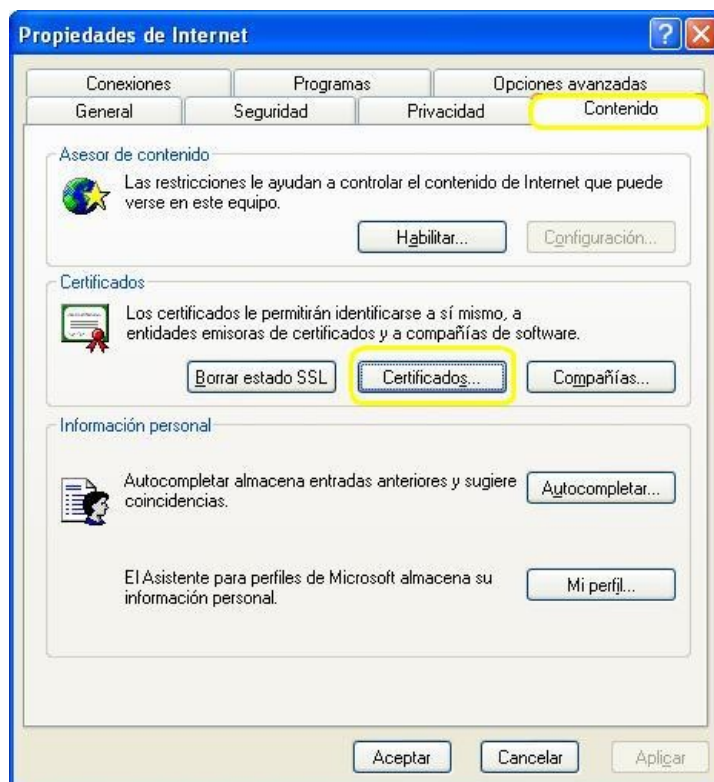 Propiedades de Internet
Conexiones Programas Opciones avanzadas
General Seguridad Privacidad Contenido
Asesor de contenido
Las restricciones le ayudan a controlar el contenido de Internet que puede
verse en este equipo.
Habilitar... Configuración...
Certificados
Los certificados le permitirán identificarse a sí mismo, a
entidades emisoras de certificados y a compañías de software.
Borrar estado SSL Certificados... Compañías...
Información personal
Autocompletar almacena entradas anteriores y sugiere
coincidencias.
Autocompletar...
El Asistente para perfiles de Microsoft almacena su
información personal.
Mi perfil...
Aceptar Cancelar Aplicar